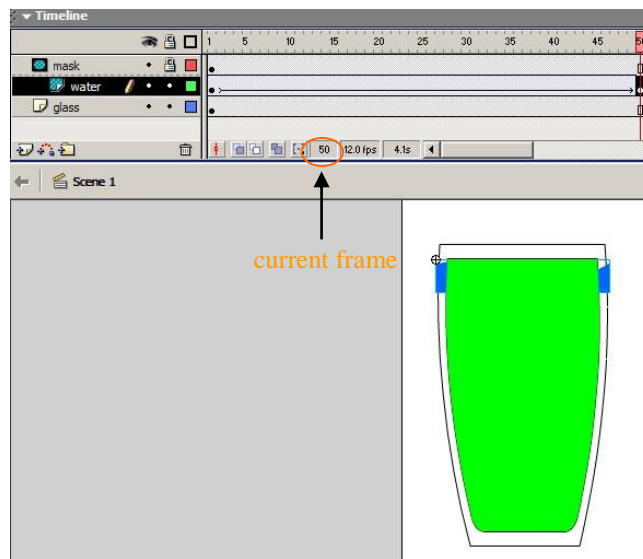 Timeline
1 5 10 15 20 25 30 35 40 45 50
mask
water
glass
50 12.0 fps 4.1s
Scene 1
current frame